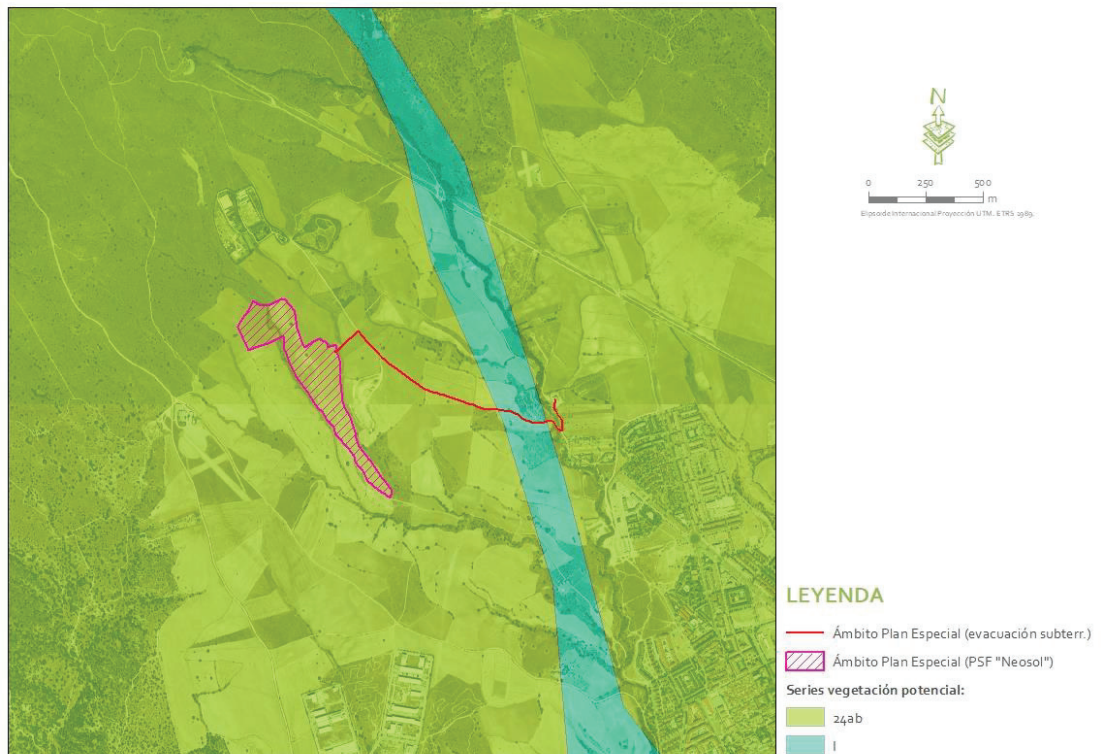 N
0 250 500
m
Elipsoide Internacional Proyección UTM. ETRS 1989.
LEYENDA
Ámbito Plan Especial (evacuación subterr.)
Ámbito Plan Especial (PSF "Neosol")
Series vegetación potencial:
24ab
I